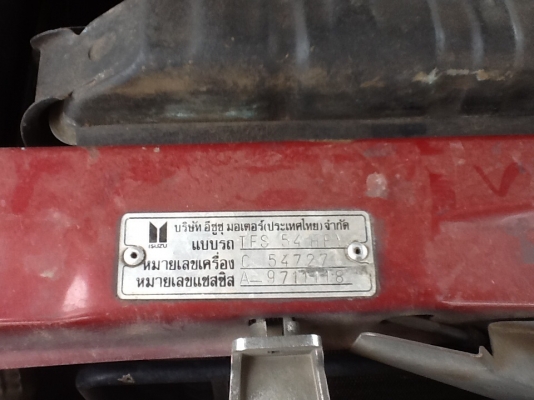 บริษัท อีซูซุ มอเตอร์(ประเทศไทย) จำกัด
ISUZU
แบบรถ TFS 54
หมายเลขเครื่อง C 54727
หมายเลขแชสซิส